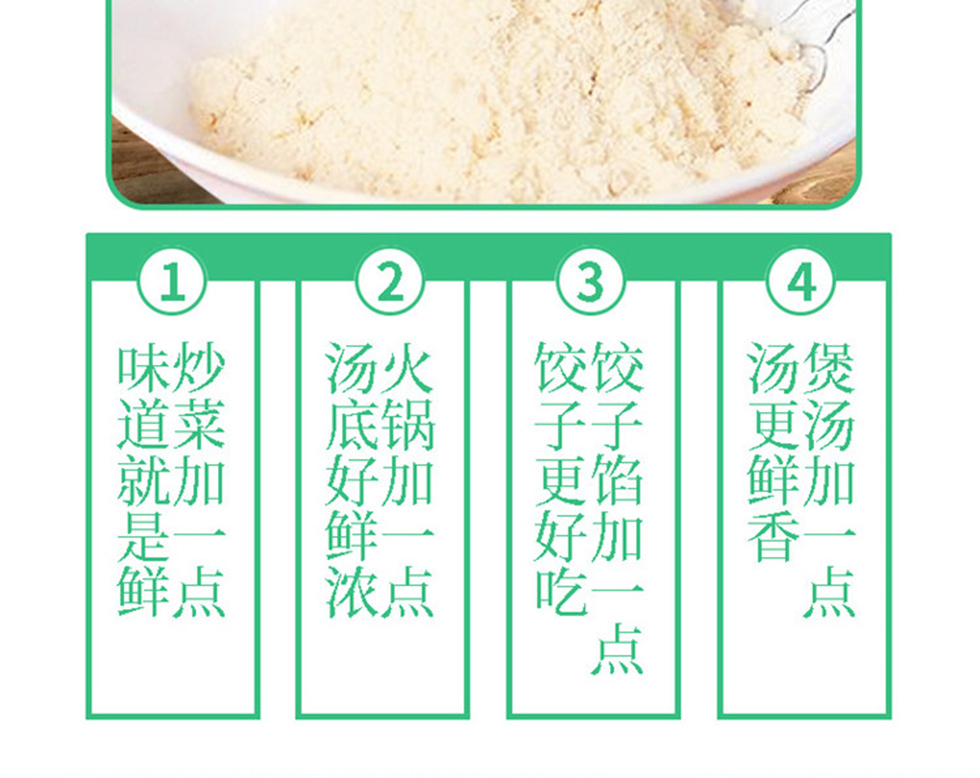 1
炒菜加一点
味道就是鲜
2
火锅加一点
汤底好鲜浓
3
饺子馅加一点
饺子更好吃
4
煲汤加一点
汤更鲜香